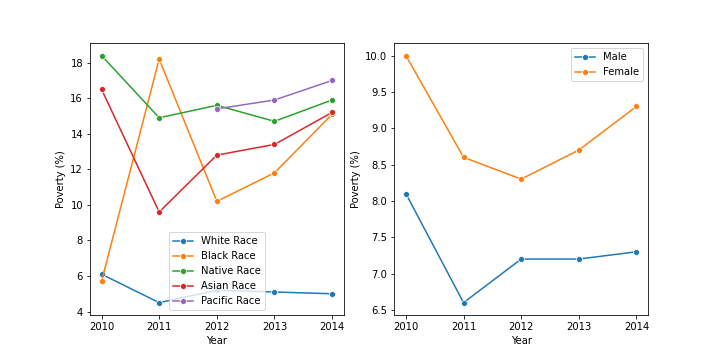 18
16
14
12
10
8
6
4
Poverty (%)
2010 2011 2012 2013 2014
Year
White Race
Black Race
Native Race
Asian Race
Pacific Race
10.0
9.5
9.0
8.5
8.0
7.5
7.0
6.5
Poverty (%)
2010 2011 2012 2013 2014
Year
Male
Female